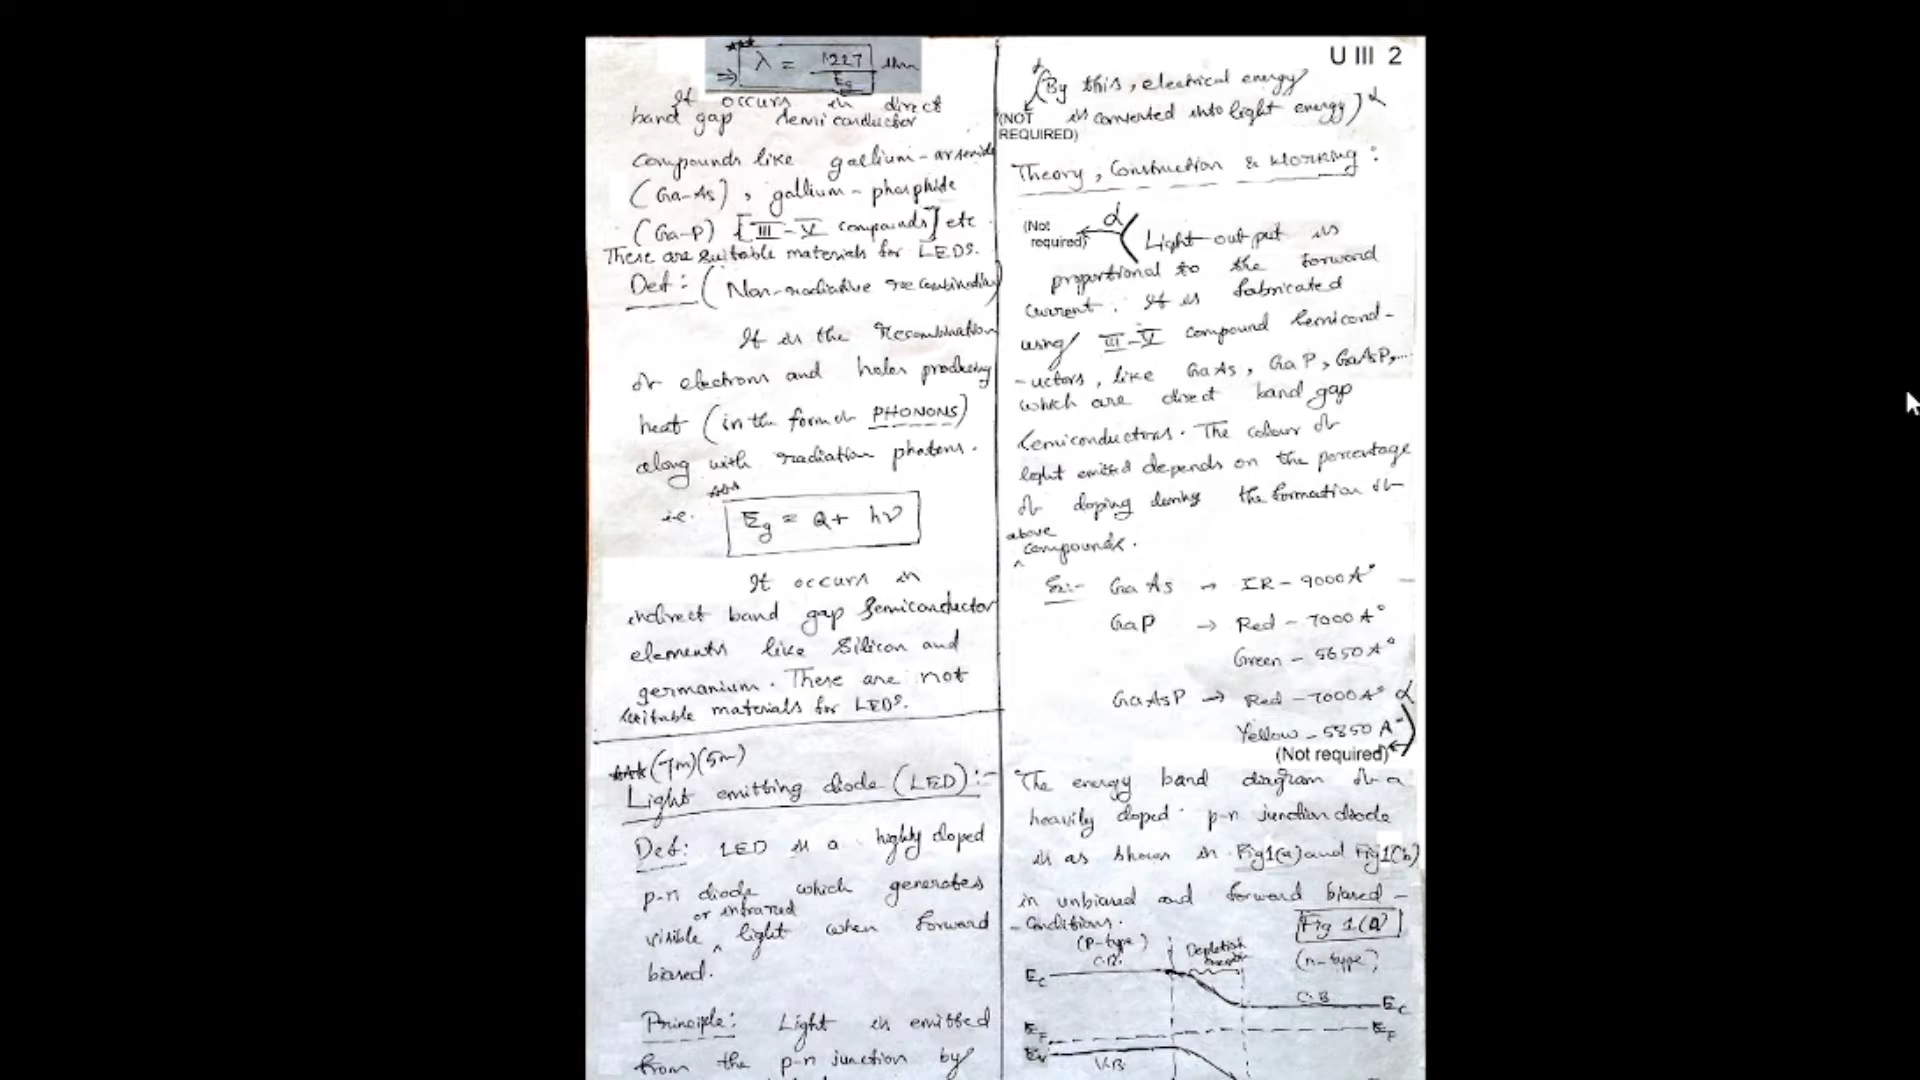 λ = 1227 / Eg nm
It occurs in direct
band gap semiconductor
compounds like gallium-arsenide
(Ga-As), gallium-phosphide
(Ga-P) [III-V compounds] etc
These are suitable materials for LEDs.
Def: (Non-radiative recombination)
It is the recombination
of electrons and holes producing
heat (in the form of PHONONS)
along with radiation photons.
i.e. Eg = Q + hν
It occurs in
indirect band gap semiconductor
elements like silicon and
germanium. These are not
suitable materials for LEDs.
(7m)(5m)
Light emitting diode (LED):-
Def: LED is a highly doped
p-n diode which generates
or infrared
visible ^ light when forward
biased.
Principle: Light is emitted
from the p-n junction by
U III 2
(By this, electrical energy
(NOT is converted into light energy)
REQUIRED)
Theory, Construction & Working:
(Not
required)
Light output is
proportional to the forward
current. It is fabricated
using III-V compound semicond-
-uctors, like GaAs, GaP, GaAsP,...
which are direct band gap
semiconductors. The colour of
light emitted depends on the percentage
of doping during the formation of
above
^ compounds.
Ex:- GaAs → IR - 9000 A°
GaP → Red - 7000 A°
Green - 5650 A°
GaAsP → Red - 7000 A°
Yellow - 5850 A°
(Not required)
The energy band diagram of a
heavily doped p-n junction diode
is as shown in Fig1(a) and Fig1(b)
in unbiased and forward biased -
- Conditions.
Fig 1(a)
(P-type) Depletion (n-type)
C.B.
Ec
C.B Ec
EF EF
Ev
V.B